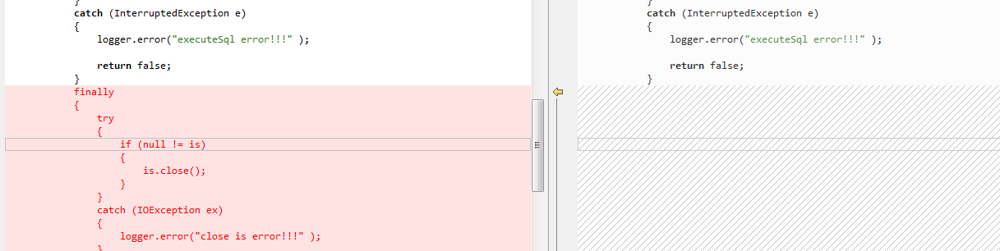 }
catch (InterruptedException e)
{
logger.error("executeSql error!!!" );
return false;
}
finally
{
try
{
if (null != is)
{
is.close();
}
}
catch (IOException ex)
{
logger.error("close is error!!!" );
}
}
catch (InterruptedException e)
{
logger.error("executeSql error!!!" );
return false;
}